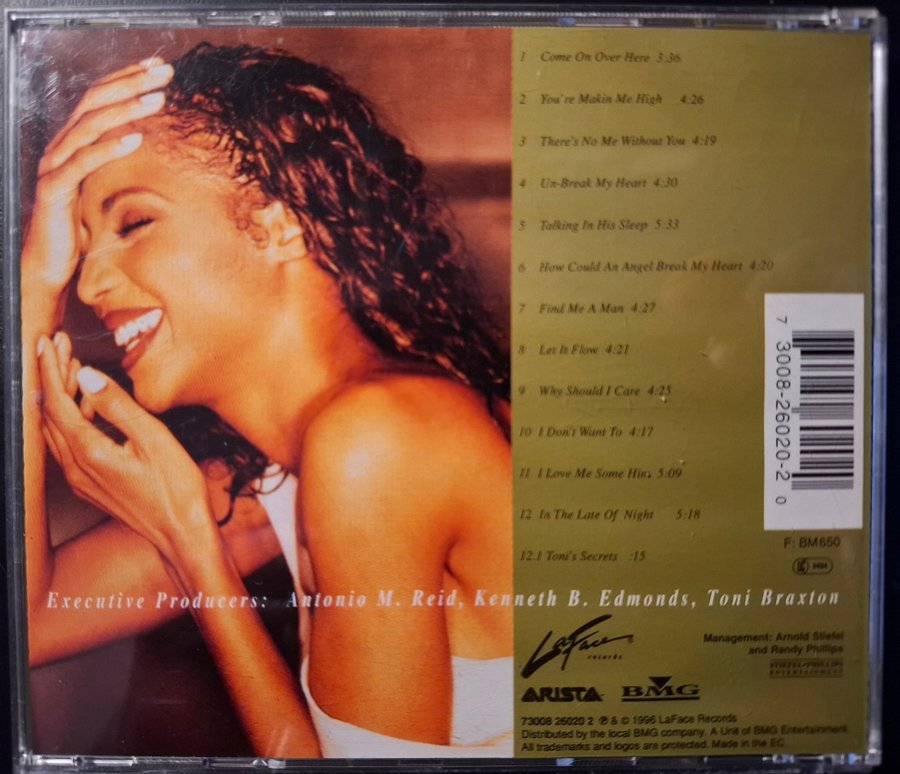 1 Come On Over Here 3:36
2 You're Makin Me High 4:26
3 There's No Me Without You 4:19
4 Un-Break My Heart 4:30
5 Talking In His Sleep 5:33
6 How Could An Angel Break My Heart 4:20
7 Find Me A Man 4:27
8 Let It Flow 4:21
9 Why Should I Care 4:25
10 I Don't Want To 4:17
11 I Love Me Some Him 5:09
12 In The Late Of Night 5:18
12.1 Toni's Secrets :15
7 3008-26020-2 0
F: BM650
LC 8484
Executive Producers: Antonio M. Reid, Kenneth B. Edmonds, Toni Braxton
LaFace
records
Management: Arnold Stiefel
and Randy Phillips
STIEFEL•PHILLIPS
ENTERTAINMENT
ARISTA
BMG
73008 26020 2 ℗ & © 1996 LaFace Records
Distributed by the local BMG company. A Unit of BMG Entertainment.
All trademarks and logos are protected. Made in the EC